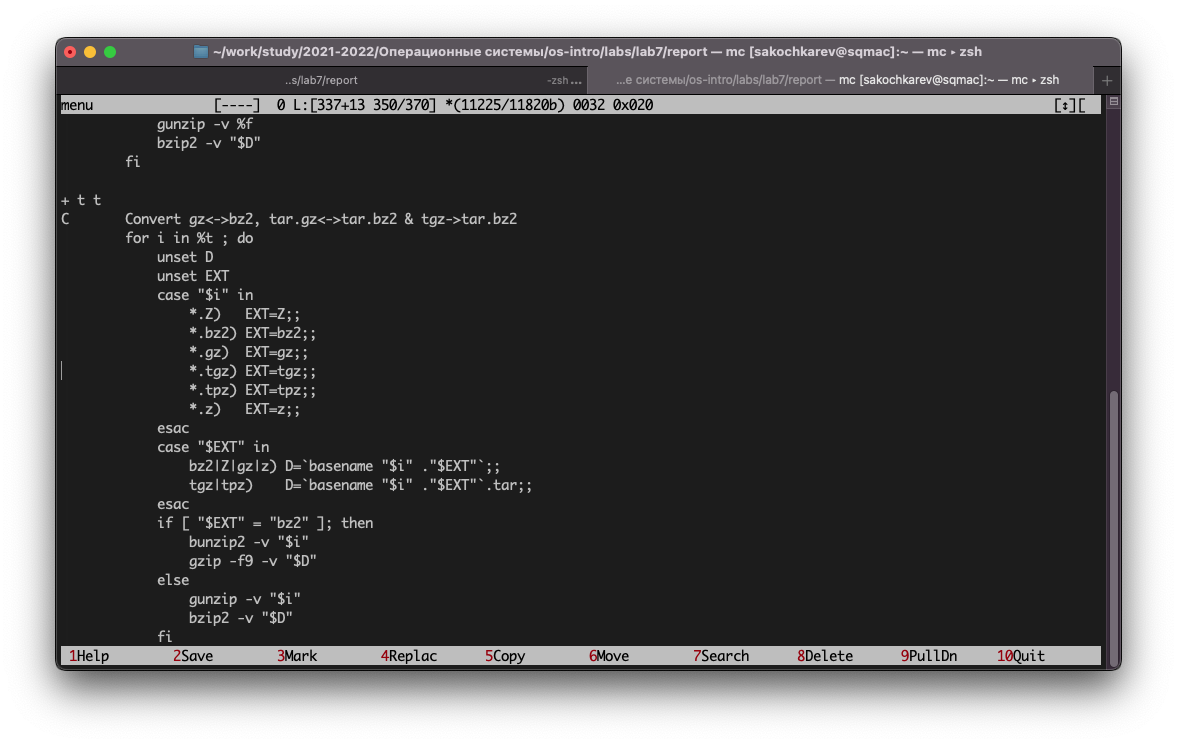 ~/work/study/2021-2022/Операционные системы/os-intro/labs/lab7/report — mc [sakochkarev@sqmac]:~ — mc ▸ zsh
..s/lab7/report -zsh ... ...е системы/os-intro/labs/lab7/report — mc [sakochkarev@sqmac]:~ — mc ▸ zsh +
menu [----] 0 L:[337+13 350/370] *(11225/11820b) 0032 0x020 [↕][
            gunzip -v %f
            bzip2 -v "$D"
        fi
+ t t
C       Convert gz<->bz2, tar.gz<->tar.bz2 & tgz->tar.bz2
        for i in %t ; do
            unset D
            unset EXT
            case "$i" in
                *.Z)   EXT=Z;;
                *.bz2) EXT=bz2;;
                *.gz)  EXT=gz;;
                *.tgz) EXT=tgz;;
                *.tpz) EXT=tpz;;
                *.z)   EXT=z;;
            esac
            case "$EXT" in
                bz2|Z|gz|z) D=`basename "$i" ."$EXT"`;;
                tgz|tpz)    D=`basename "$i" ."$EXT"`.tar;;
            esac
            if [ "$EXT" = "bz2" ]; then
                bunzip2 -v "$i"
                gzip -f9 -v "$D"
            else
                gunzip -v "$i"
                bzip2 -v "$D"
            fi
1Help 2Save 3Mark 4Replac 5Copy 6Move 7Search 8Delete 9PullDn 10Quit